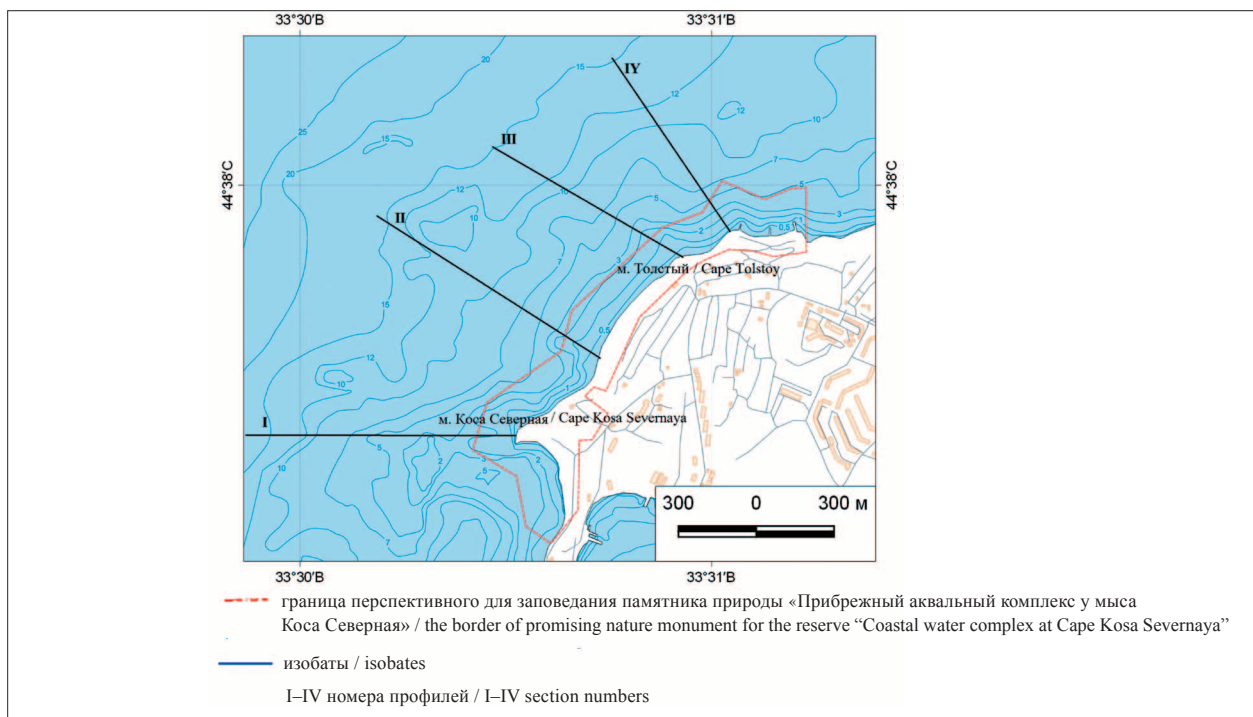 33°30'В 33°31'В
20 20 15 IY 12
12
25 15 III 10
7
44°38'С 20 5 44°38'С
12 10 3
10 5 2 1 0.5
II
7 3 м. Толстый / Cape Tolstoy
15
0.5
12
10 1
I м. Коса Северная / Cape Kosa Severnaya
5 2 3 2
10 5
7
300 0 300 м
33°30'В 33°31'В
граница перспективного для заповедания памятника природы «Прибрежный аквальный комплекс у мыса
Коса Северная» / the border of promising nature monument for the reserve “Coastal water complex at Cape Kosa Severnaya”
изобаты / isobates
I–IV номера профилей / I–IV section numbers